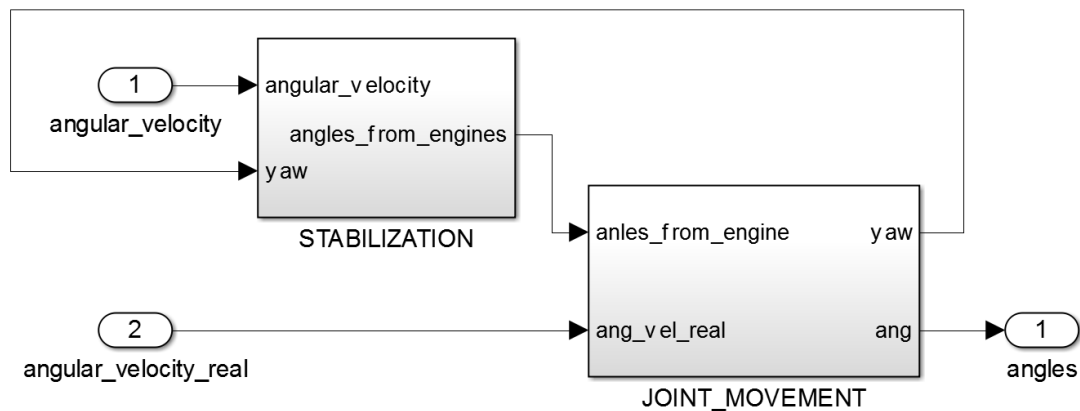 1
angular_velocity
angular_velocity
angles_from_engines
yaw
STABILIZATION
2
angular_velocity_real
anles_from_engine
yaw
ang_vel_real
ang
JOINT_MOVEMENT
1
angles